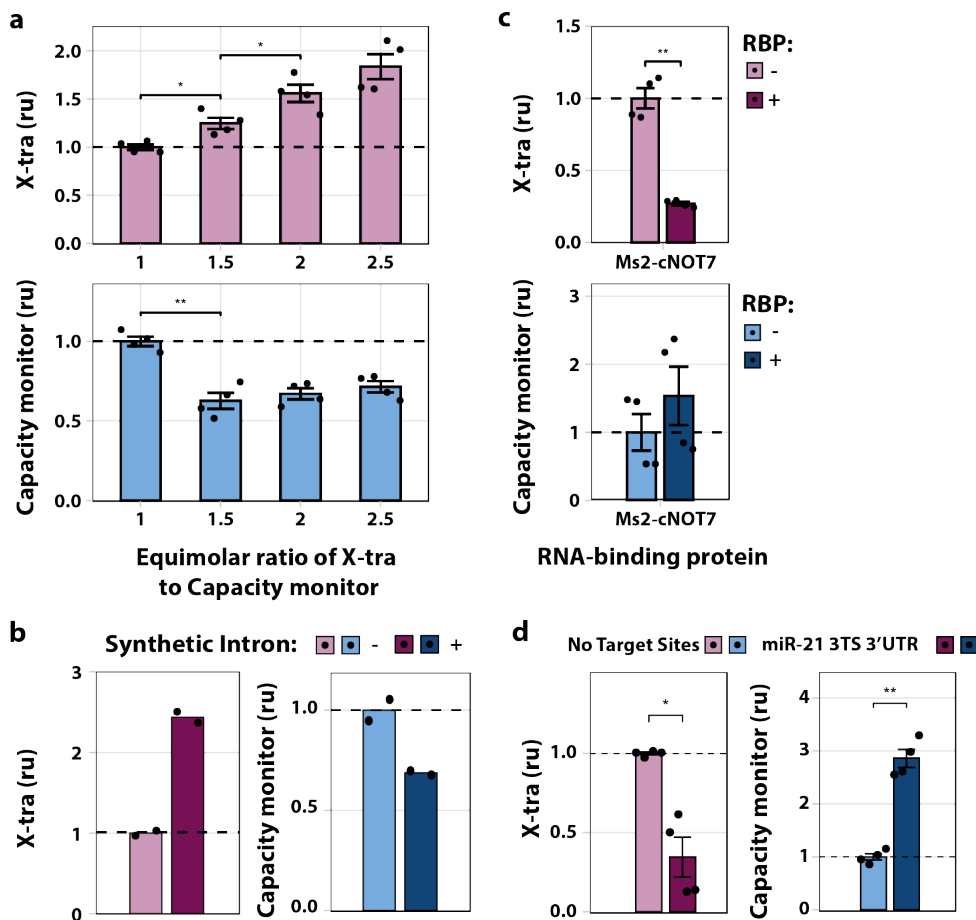 a
X-tra (ru)
2.0
1.5
1.0
0.5
0.0
*
*
1
1.5
2
2.5
Capacity monitor (ru)
1.0
0.5
0.0
**
1
1.5
2
2.5
Equimolar ratio of X-tra
to Capacity monitor
c
X-tra (ru)
1.5
1.0
0.5
0.0
**
Ms2-cNOT7
RBP:
-
+
Capacity monitor (ru)
3
2
1
0
Ms2-cNOT7
RBP:
-
+
RNA-binding protein
b
Synthetic Intron: - +
X-tra (ru)
3
2
1
0
Capacity monitor (ru)
1.0
0.5
0.0
d
No Target Sites miR-21 3TS 3'UTR
X-tra (ru)
1.0
0.5
0.0
*
Capacity monitor (ru)
4
3
2
1
0
**